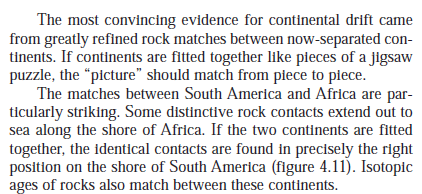 The most convincing evidence for continental drift came
from greatly refined rock matches between now-separated con-
tinents. If continents are fitted together like pieces of a jigsaw
puzzle, the “picture” should match from piece to piece.
The matches between South America and Africa are par-
ticularly striking. Some distinctive rock contacts extend out to
sea along the shore of Africa. If the two continents are fitted
together, the identical contacts are found in precisely the right
position on the shore of South America (figure 4.11). Isotopic
ages of rocks also match between these continents.